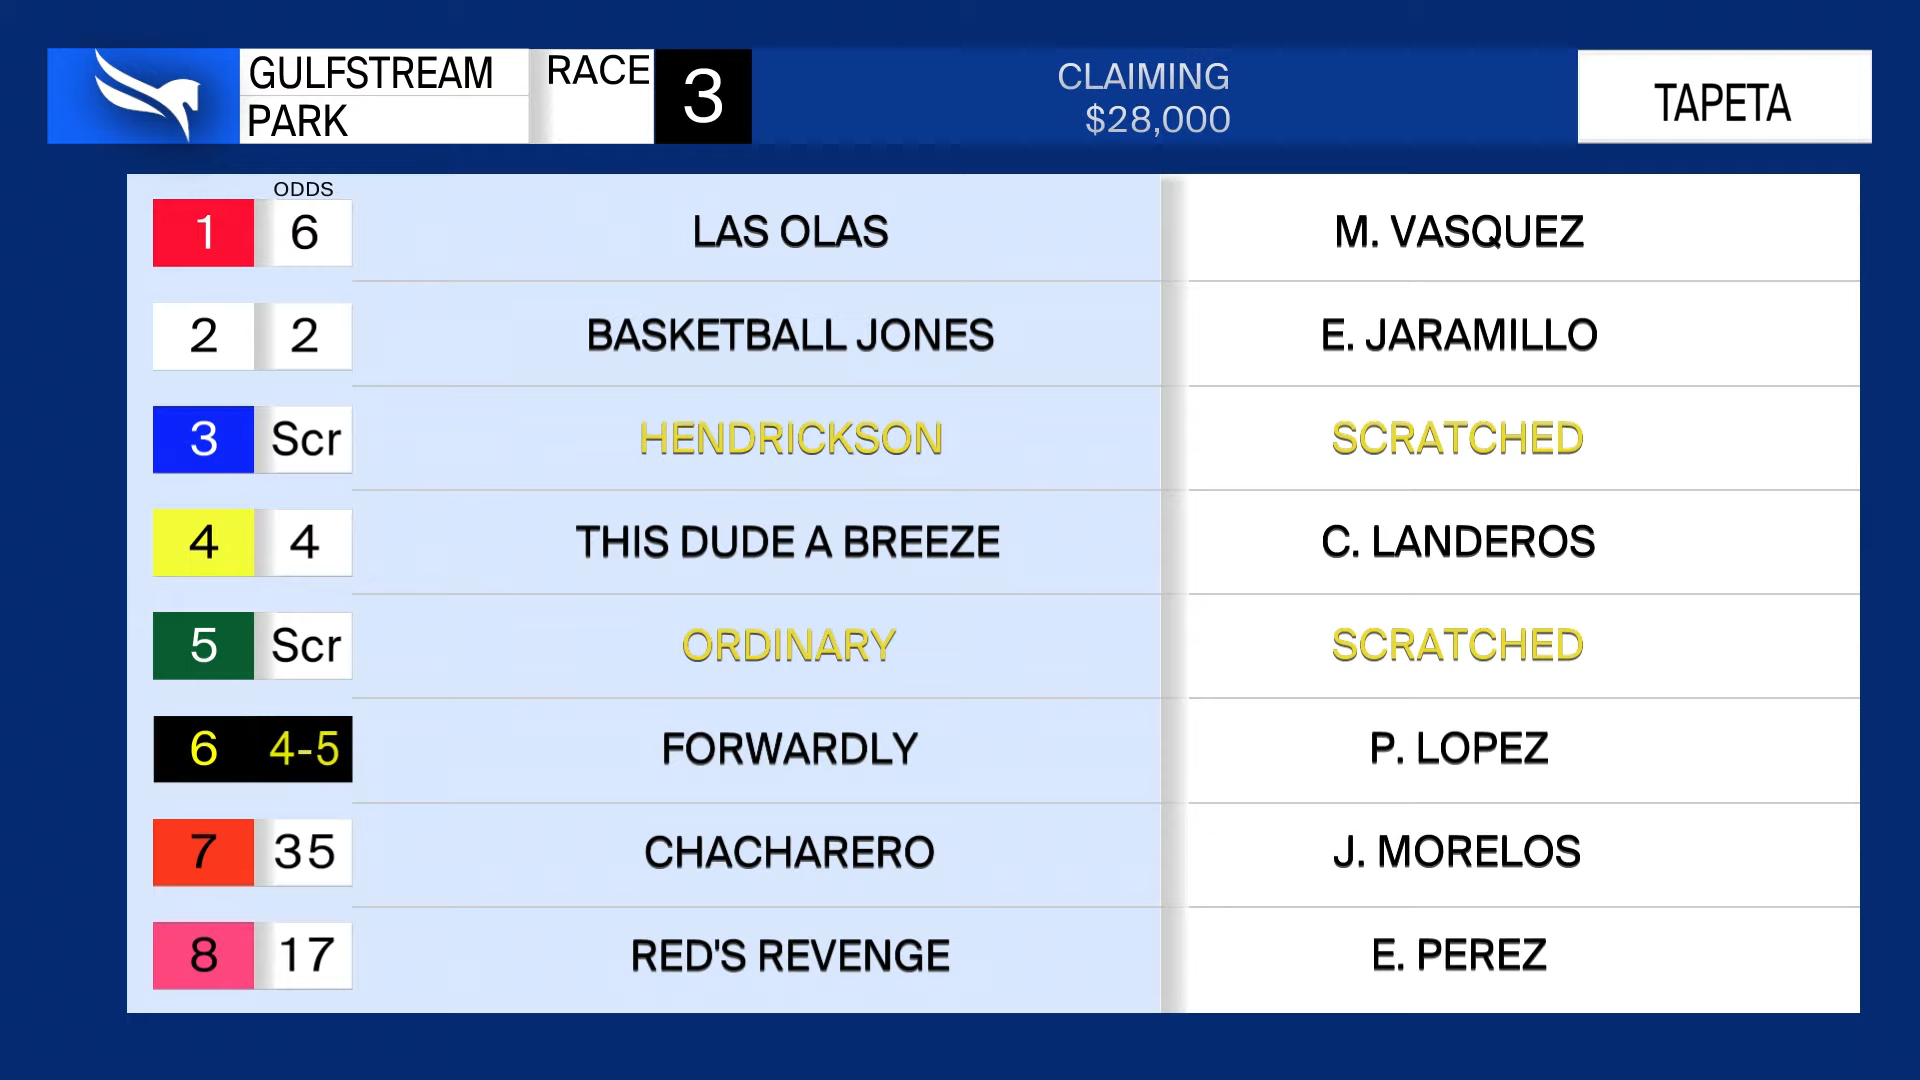 GULFSTREAM
PARK
RACE
3
CLAIMING
$28,000
TAPETA
ODDS
1 6 LAS OLAS M. VASQUEZ
2 2 BASKETBALL JONES E. JARAMILLO
3 Scr HENDRICKSON SCRATCHED
4 4 THIS DUDE A BREEZE C. LANDEROS
5 Scr ORDINARY SCRATCHED
6 4-5 FORWARDLY P. LOPEZ
7 35 CHACHARERO J. MORELOS
8 17 RED'S REVENGE E. PEREZ